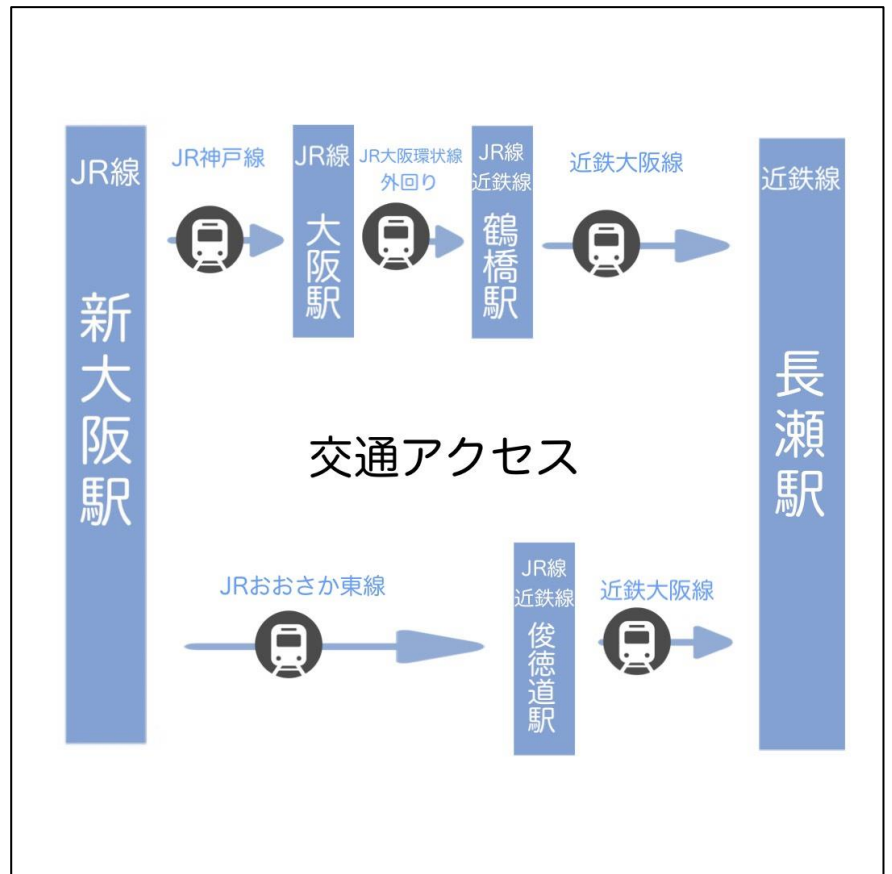 JR線
新大阪駅
JR神戸線
JR線
大阪駅
JR大阪環状線
外回り
JR線
近鉄線
鶴橋駅
近鉄大阪線
近鉄線
長瀬駅
交通アクセス
JRおおさか東線
JR線
近鉄線
俊徳道駅
近鉄大阪線